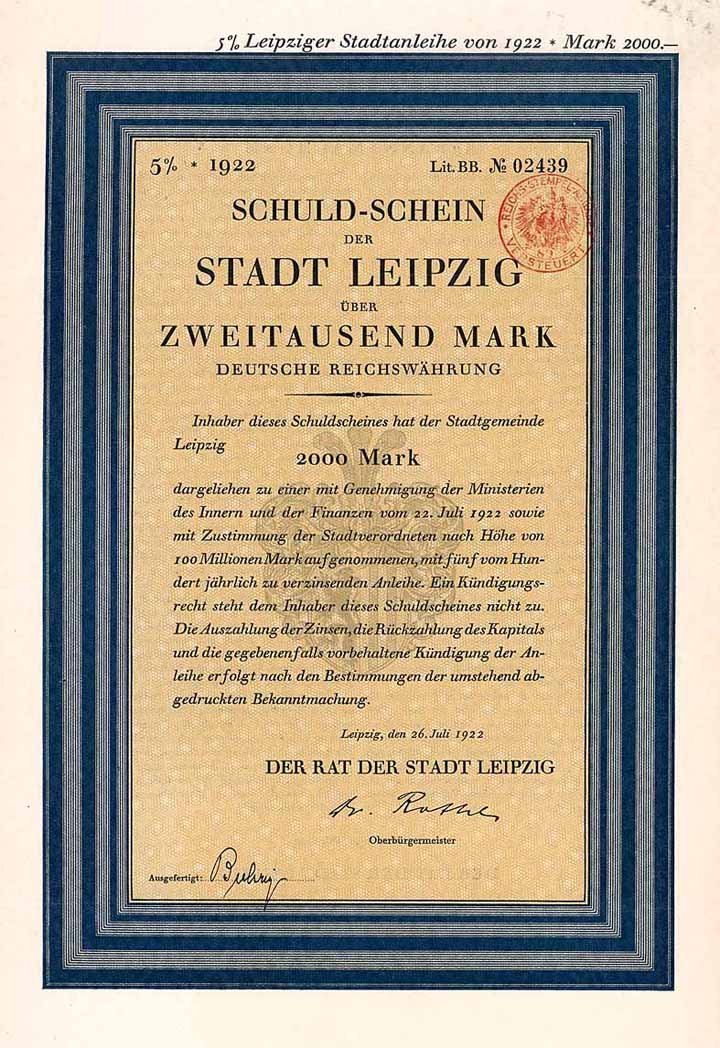 5% Leipziger Stadtanleihe von 1922 * Mark 2000.—
5% * 1922 Lit. BB. № 02439
REICHS-STEMPEL-A
VERSTEUERT
SCHULD-SCHEIN
DER
STADT LEIPZIG
ÜBER
ZWEITAUSEND MARK
DEUTSCHE REICHSWÄHRUNG
Inhaber dieses Schuldscheines hat der Stadtgemeinde
Leipzig
2000 Mark
dargeliehen zu einer mit Genehmigung der Ministerien
des Innern und der Finanzen vom 22. Juli 1922 sowie
mit Zustimmung der Stadtverordneten nach Höhe von
100 Millionen Mark aufgenommenen, mit fünf vom Hun-
dert jährlich zu verzinsenden Anleihe. Ein Kündigungs-
recht steht dem Inhaber dieses Schuldscheines nicht zu.
Die Auszahlung der Zinsen, die Rückzahlung des Kapitals
und die gegebenenfalls vorbehaltene Kündigung der An-
leihe erfolgt nach den Bestimmungen der umstehend ab-
gedruckten Bekanntmachung.
Leipzig, den 26. Juli 1922
DER RAT DER STADT LEIPZIG
Dr. Rothe
Oberbürgermeister
Ausgefertigt: